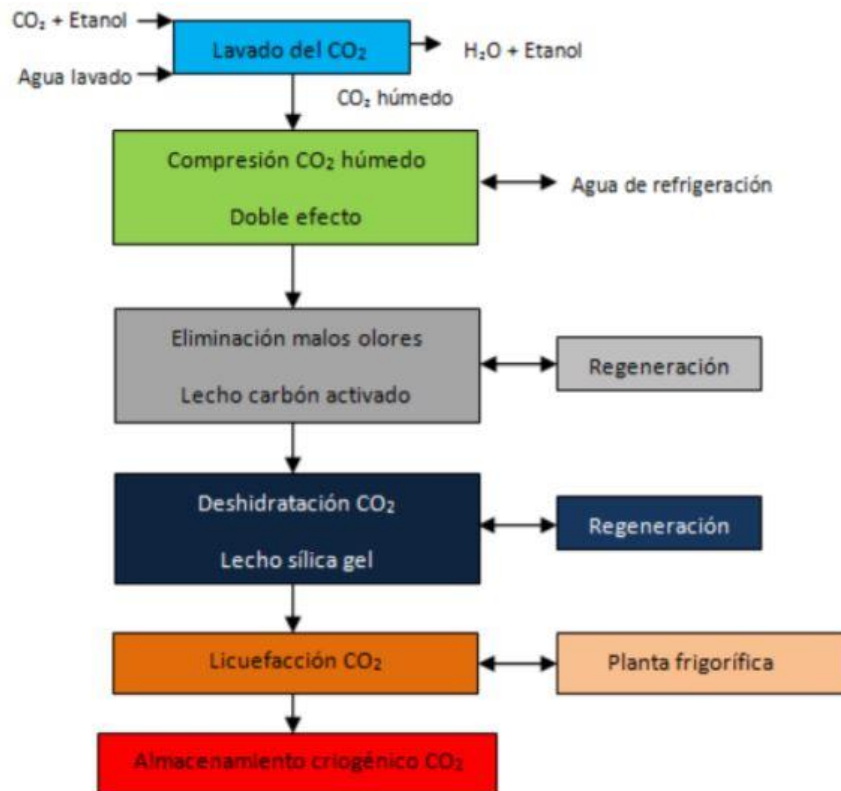 CO₂ + Etanol
Lavado del CO₂
H₂O + Etanol
Agua lavado
CO₂ húmedo
Compresión CO₂ húmedo
Doble efecto
Agua de refrigeración
Eliminación malos olores
Lecho carbón activado
Regeneración
Deshidratación CO₂
Lecho sílica gel
Regeneración
Licuefacción CO₂
Planta frigorífica
Almacenamiento criogénico CO₂